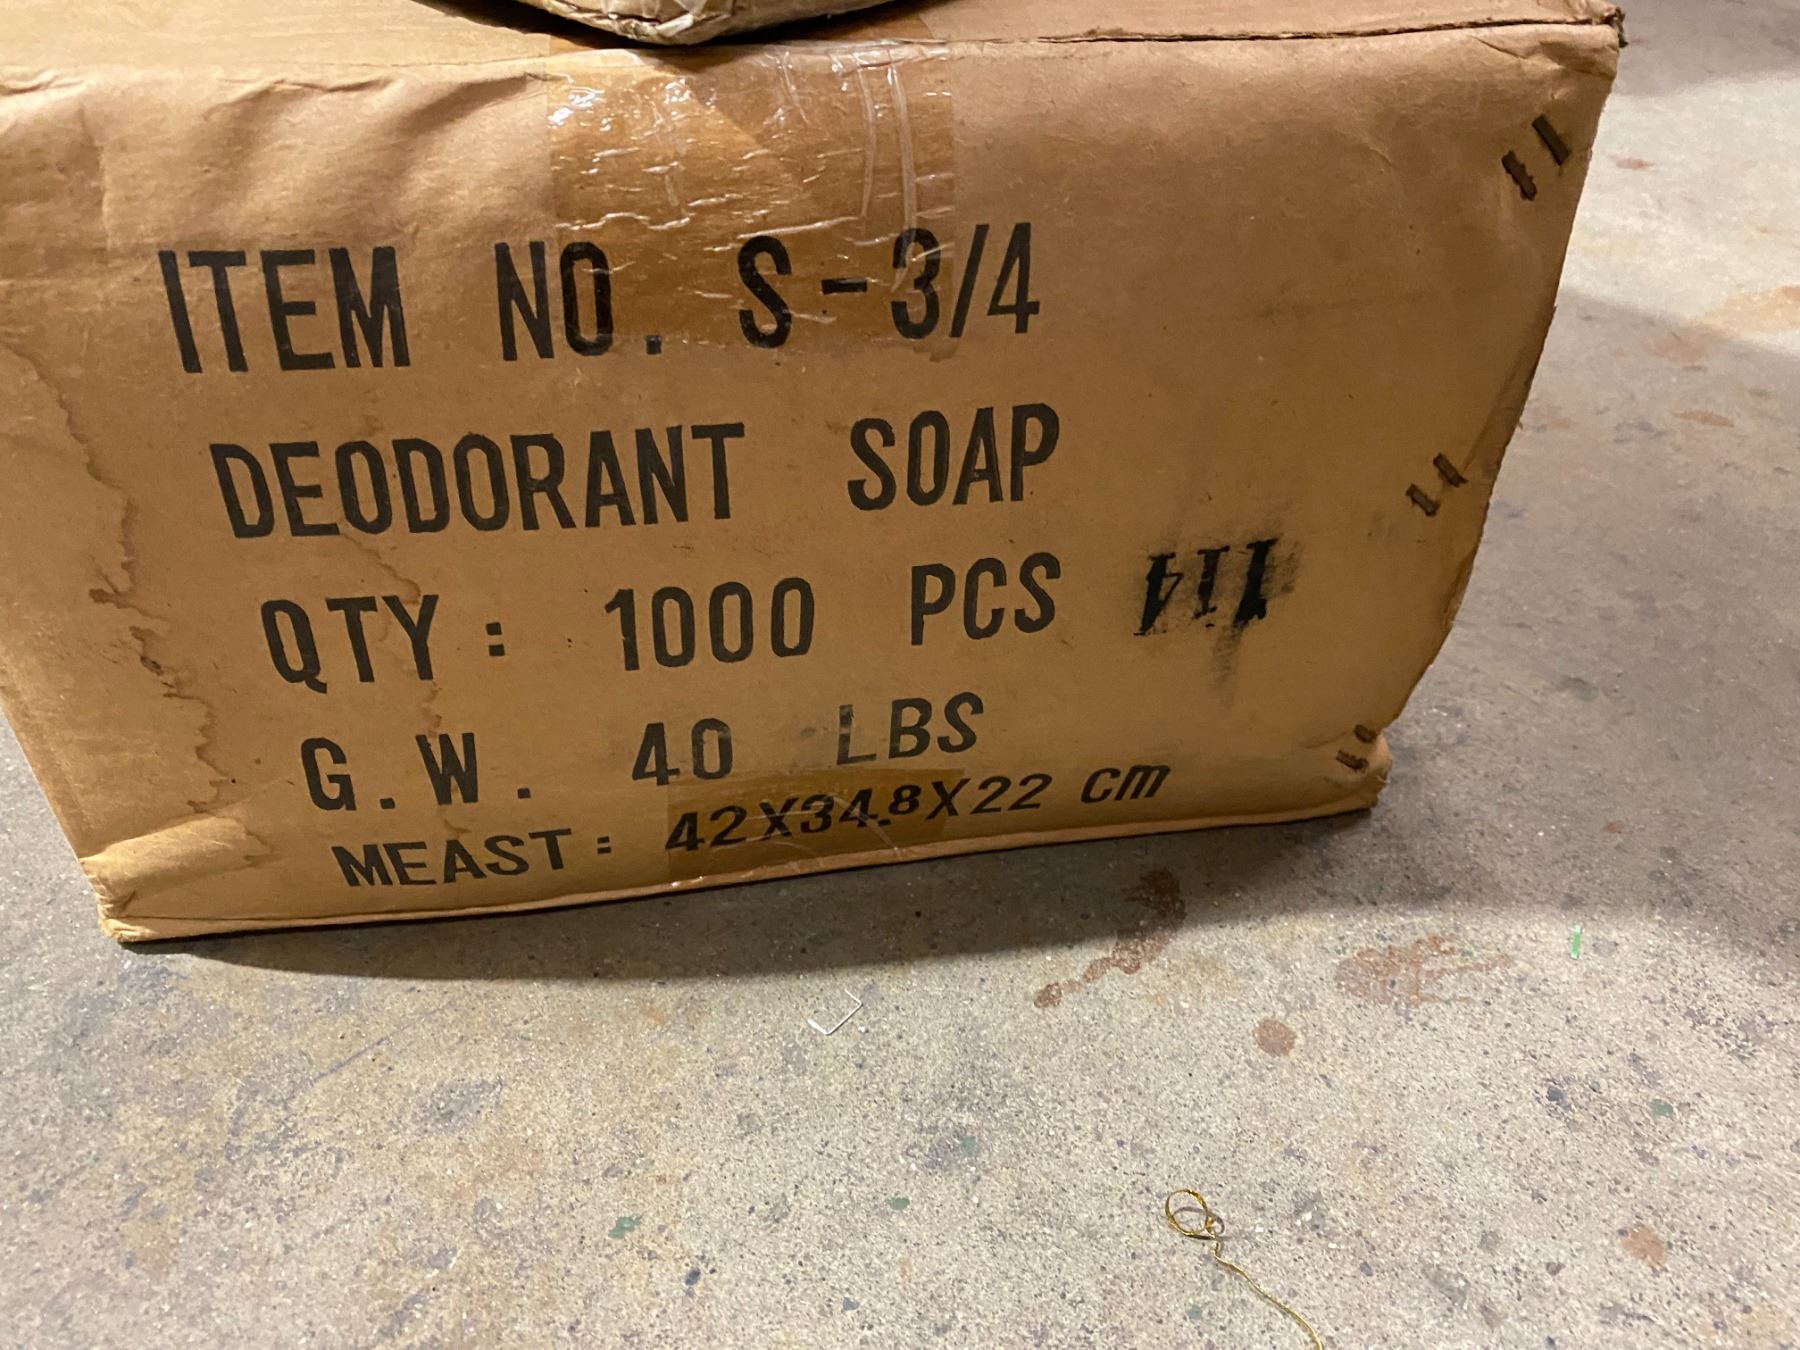 ITEM NO. S-3/4
DEODORANT SOAP
QTY: 1000 PCS
G.W. 40 LBS
MEAST: 42X34.8X22 cm